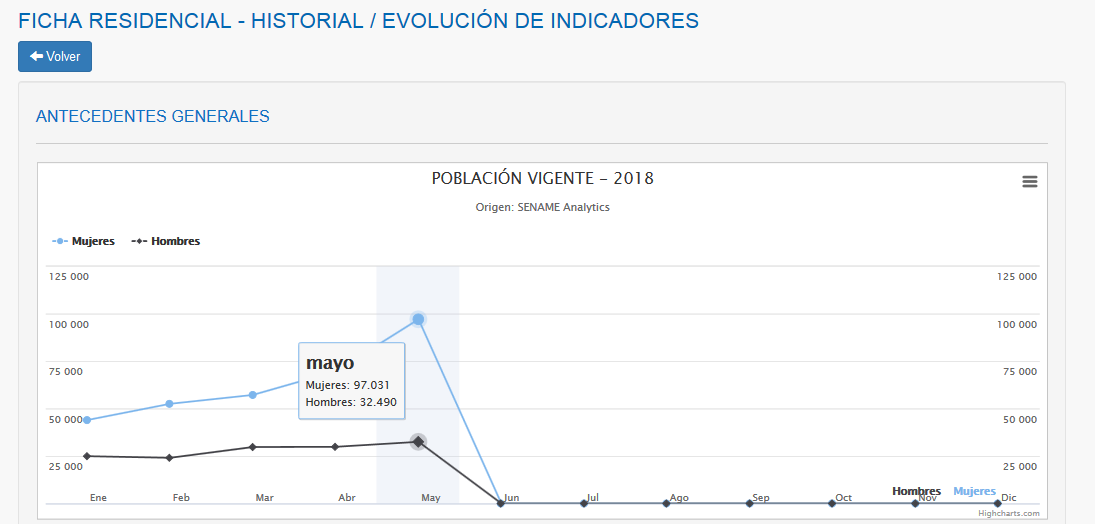 FICHA RESIDENCIAL - HISTORIAL / EVOLUCIÓN DE INDICADORES
Volver
ANTECEDENTES GENERALES
POBLACIÓN VIGENTE – 2018
Origen: SENAME Analytics
Mujeres Hombres
125 000 125 000
100 000 100 000
75 000 75 000
mayo
Mujeres: 97.031
Hombres: 32.490
50 000 50 000
25 000 25 000
Hombres Mujeres
Ene Feb Mar Abr May Jun Jul Ago Sep Oct Nov Dic
Highcharts.com